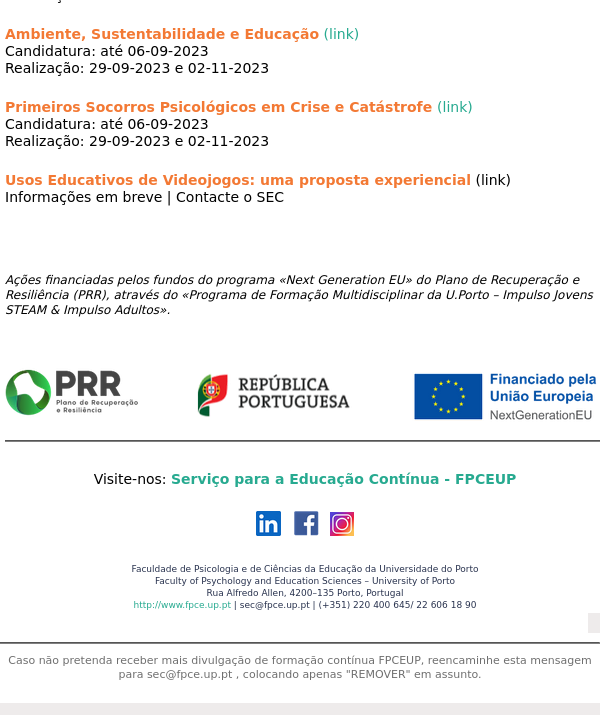 Ambiente, Sustentabilidade e Educação (link)
Candidatura: até 06-09-2023
Realização: 29-09-2023 e 02-11-2023
Primeiros Socorros Psicológicos em Crise e Catástrofe (link)
Candidatura: até 06-09-2023
Realização: 29-09-2023 e 02-11-2023
Usos Educativos de Videojogos: uma proposta experiencial (link)
Informações em breve | Contacte o SEC
Ações financiadas pelos fundos do programa «Next Generation EU» do Plano de Recuperação e
Resiliência (PRR), através do «Programa de Formação Multidisciplinar da U.Porto – Impulso Jovens
STEAM & Impulso Adultos».
PRR
Plano de Recuperação
e Resiliência
REPÚBLICA
PORTUGUESA
Financiado pela
União Europeia
NextGenerationEU
Visite-nos: Serviço para a Educação Contínua - FPCEUP
in f
Faculdade de Psicologia e de Ciências da Educação da Universidade do Porto
Faculty of Psychology and Education Sciences – University of Porto
Rua Alfredo Allen, 4200–135 Porto, Portugal
http://www.fpce.up.pt | sec@fpce.up.pt | (+351) 220 400 645/ 22 606 18 90
Caso não pretenda receber mais divulgação de formação contínua FPCEUP, reencaminhe esta mensagem
para sec@fpce.up.pt , colocando apenas "REMOVER" em assunto.